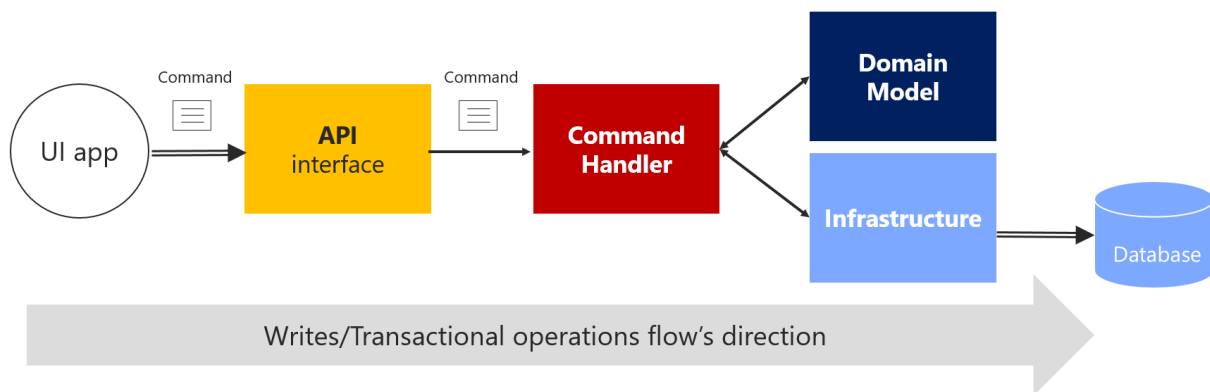 Command
Command
UI app
API
interface
Command
Handler
Domain
Model
Infrastructure
Database
Writes/Transactional operations flow's direction